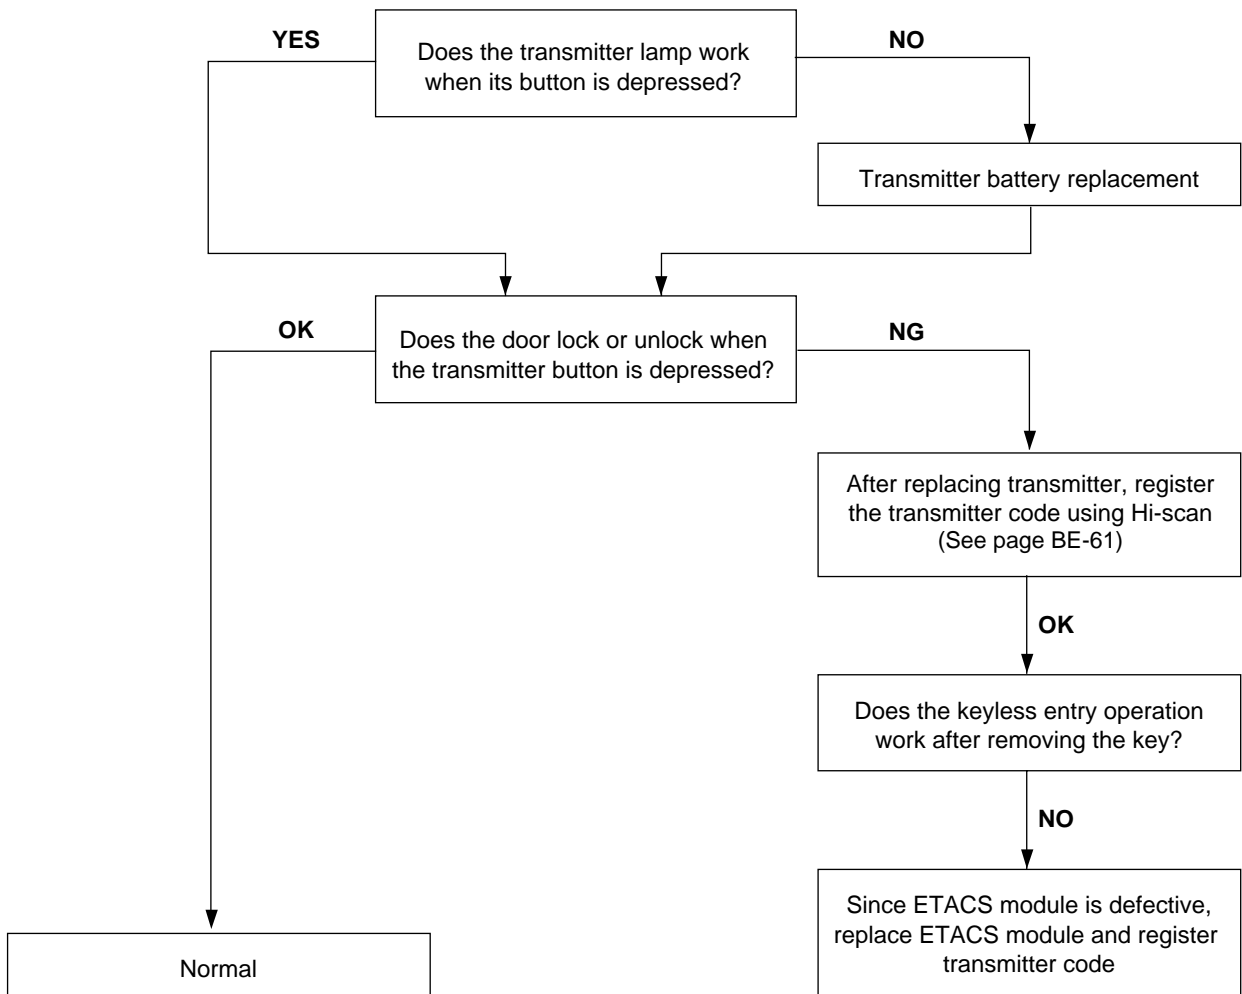 YES
Does the transmitter lamp work
when its button is depressed?
NO
Transmitter battery replacement
OK
Does the door lock or unlock when
the transmitter button is depressed?
NG
After replacing transmitter, register
the transmitter code using Hi-scan
(See page BE-61)
OK
Does the keyless entry operation
work after removing the key?
NO
Since ETACS module is defective,
replace ETACS module and register
transmitter code
Normal